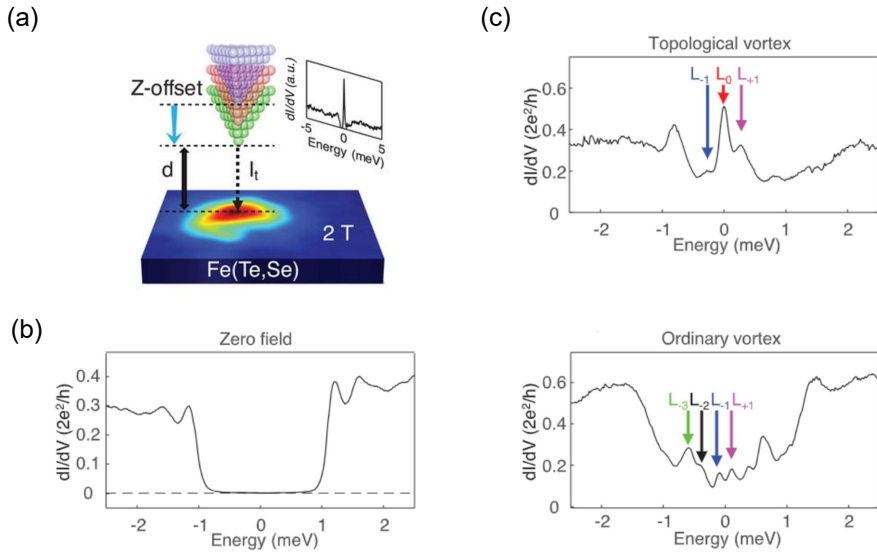 (a)
Z-offset
d
I_t
dI/dV (a.u.)
-5 0 5
Energy (meV)
2 T
Fe(Te,Se)
(b)
Zero field
dI/dV (2e²/h)
0.4
0.3
0.2
0.1
0
-2 -1 0 1 2
Energy (meV)
(c)
Topological vortex
L₋₁ L₀ L₊₁
dI/dV (2e²/h)
0.6
0.4
0.2
0
-2 -1 0 1 2
Energy (meV)
Ordinary vortex
L₋₃ L₋₂ L₋₁ L₊₁
dI/dV (2e²/h)
0.6
0.4
0.2
0
-2 -1 0 1 2
Energy (meV)